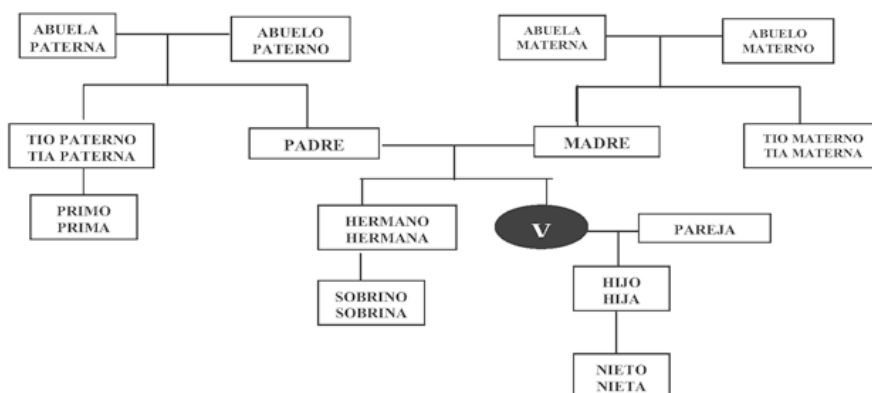 ABUELA
PATERNA
ABUELO
PATERNO
ABUELA
MATERNA
ABUELO
MATERNO
TIO PATERNO
TIA PATERNA
PADRE
MADRE
TIO MATERNO
TIA MATERNA
PRIMO
PRIMA
HERMANO
HERMANA
V
PAREJA
SOBRINO
SOBRINA
HIJO
HIJA
NIETO
NIETA